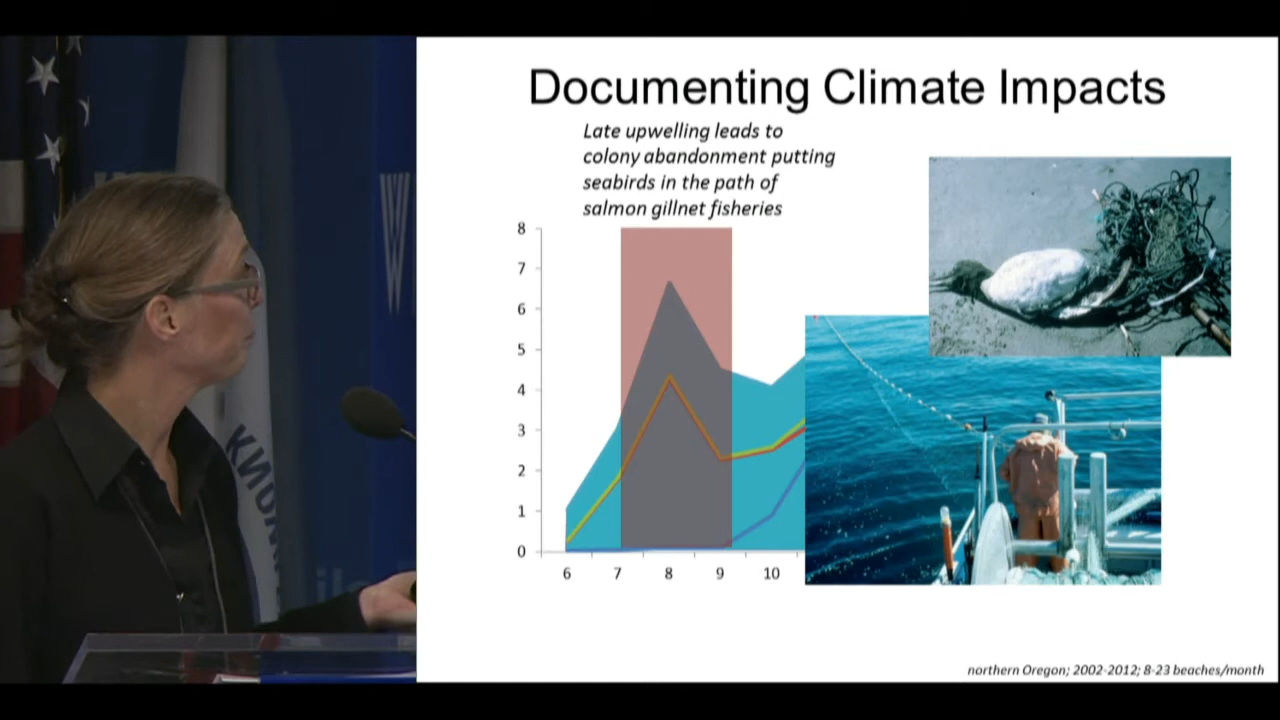 Documenting Climate Impacts
Late upwelling leads to
colony abandonment putting
seabirds in the path of
salmon gillnet fisheries
8
7
6
5
4
3
2
1
0
6 7 8 9 10
northern Oregon; 2002-2012; 8-23 beaches/month